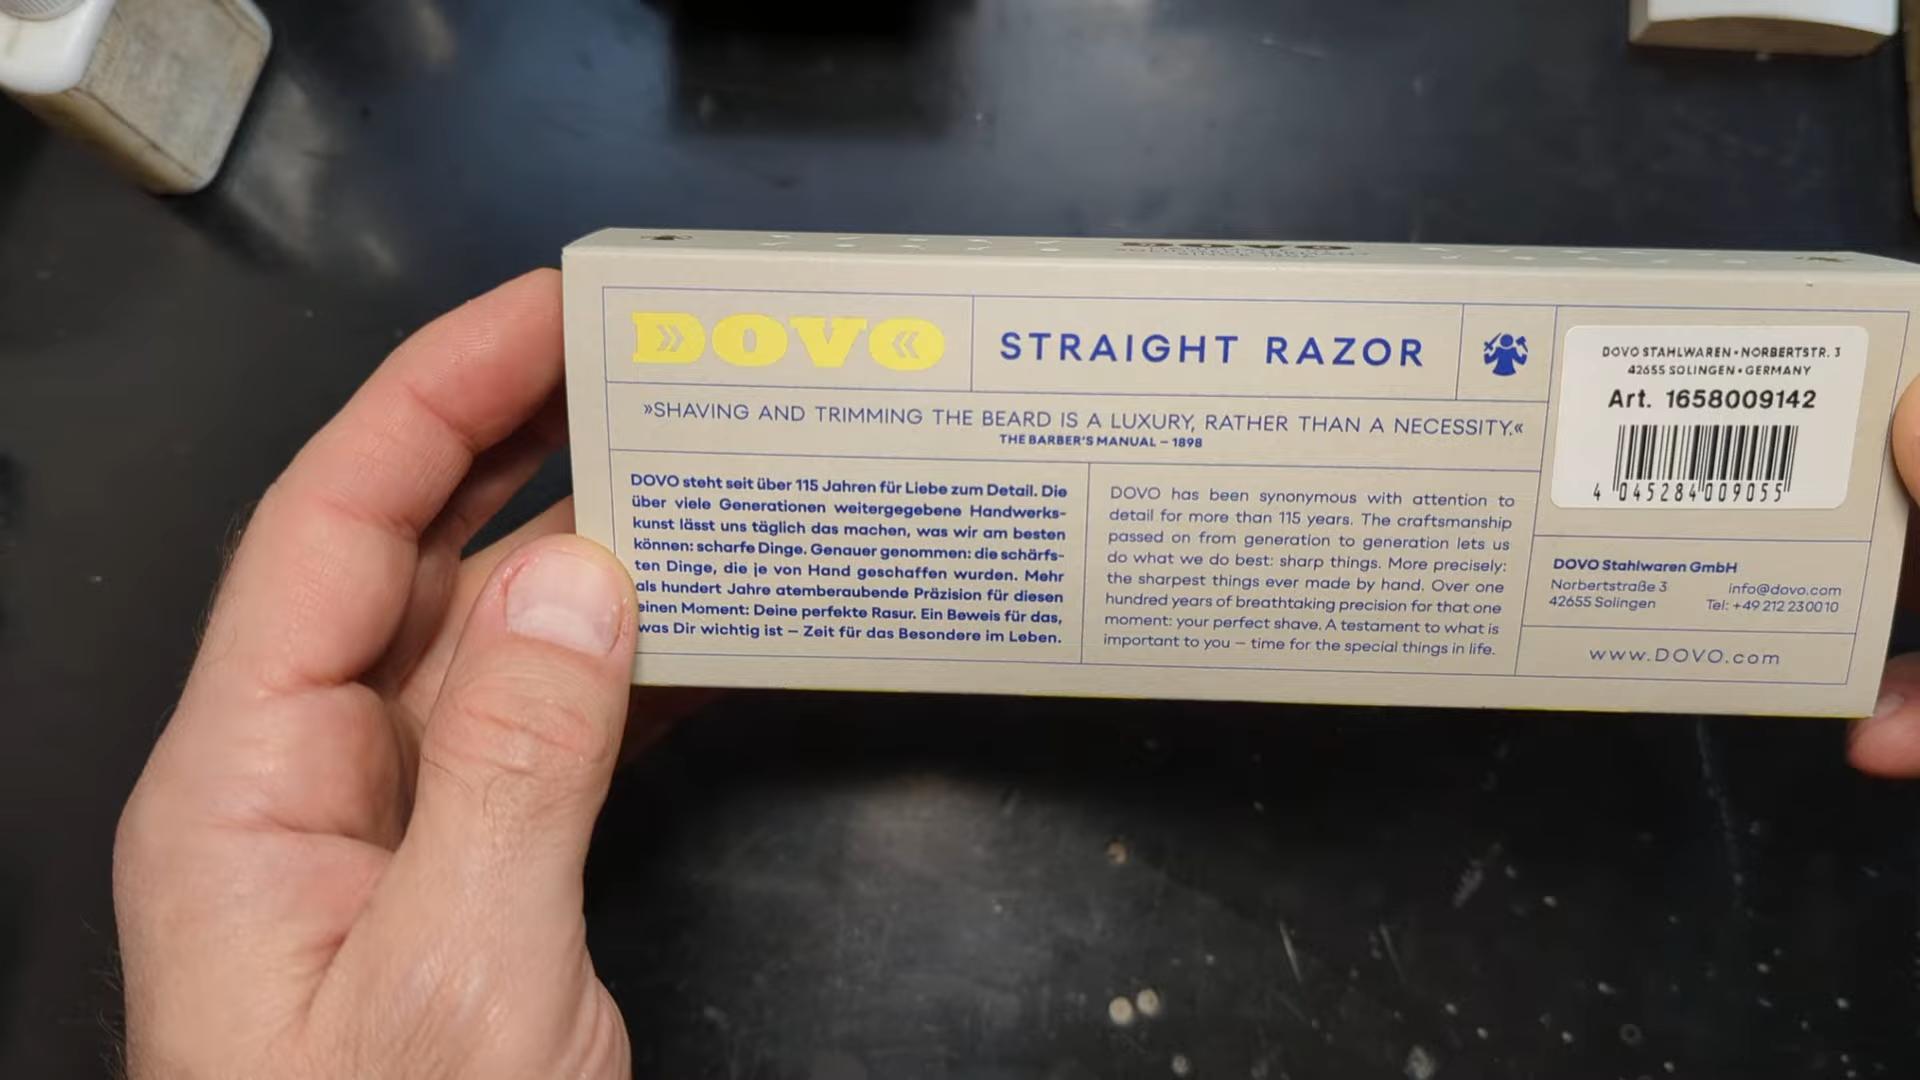 DOVO
DOVO
STRAIGHT RAZOR
»SHAVING AND TRIMMING THE BEARD IS A LUXURY, RATHER THAN A NECESSITY.«
THE BARBER'S MANUAL – 1898
DOVO steht seit über 115 Jahren für Liebe zum Detail. Die
über viele Generationen weitergegebene Handwerks-
kunst lässt uns täglich das machen, was wir am besten
können: scharfe Dinge. Genauer genommen: die schärfs-
ten Dinge, die je von Hand geschaffen wurden. Mehr
als hundert Jahre atemberaubende Präzision für diesen
einen Moment: Deine perfekte Rasur. Ein Beweis für das,
was Dir wichtig ist – Zeit für das Besondere im Leben.
DOVO has been synonymous with attention to
detail for more than 115 years. The craftsmanship
passed on from generation to generation lets us
do what we do best: sharp things. More precisely:
the sharpest things ever made by hand. Over one
hundred years of breathtaking precision for that one
moment: your perfect shave. A testament to what is
important to you – time for the special things in life.
DOVO STAHLWAREN • NORBERTSTR. 3
42655 SOLINGEN • GERMANY
Art. 1658009142
4 045284 009055
DOVO Stahlwaren GmbH
Norbertstraße 3 info@dovo.com
42655 Solingen Tel: +49 212 230010
www.DOVO.com